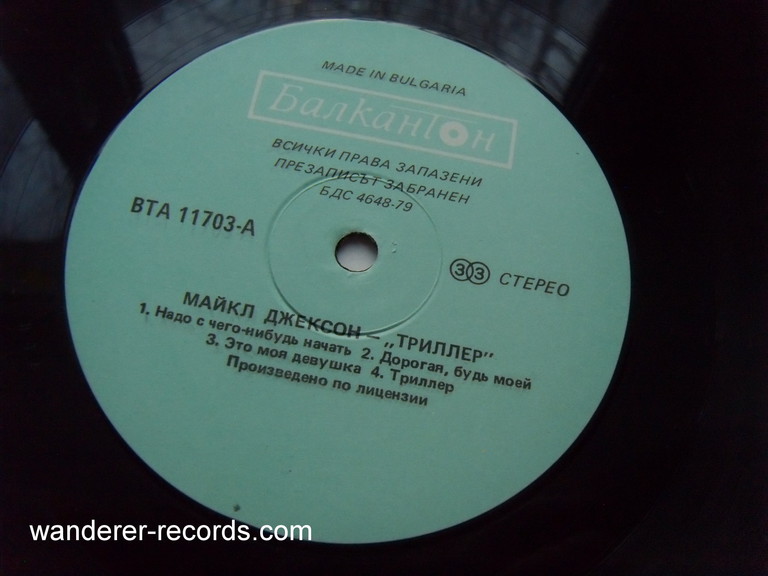 MADE IN BULGARIA
Балкантон
ВСИЧКИ ПРАВА ЗАПАЗЕНИ
ПРЕЗАПИСЪТ ЗАБРАНЕН
БДС 4648-79
ВТА 11703-А
33 СТЕРЕО
МАЙКЛ ДЖЕКСОН — „ТРИЛЛЕР"
1. Надо с чего-нибудь начать 2. Дорогая, будь моей
3. Это моя девушка 4. Триллер
Произведено по лицензии
wanderer-records.com